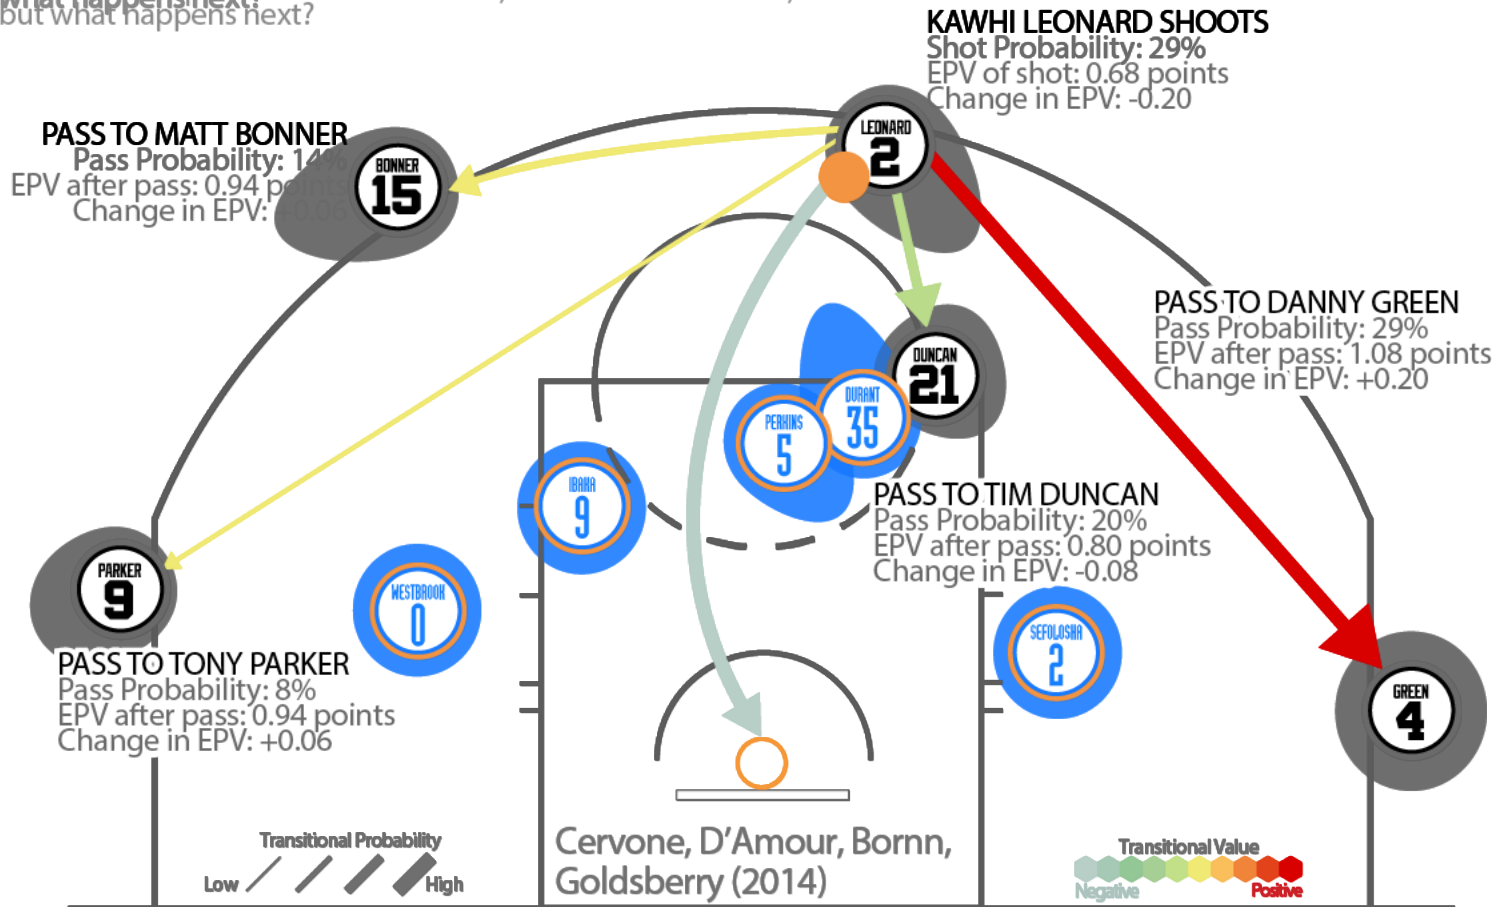 what happens next?
but what happens next?
KAWHI LEONARD SHOOTS
Shot Probability: 29%
EPV of shot: 0.68 points
Change in EPV: -0.20
LEONARD
2
PASS TO MATT BONNER
Pass Probability: 14%
EPV after pass: 0.94 points
Change in EPV: +0.06
BONNER
15
PASS TO DANNY GREEN
Pass Probability: 29%
EPV after pass: 1.08 points
Change in EPV: +0.20
DUNCAN
21
DURANT
35
PERKINS
5
IBAKA
9
PASS TO TIM DUNCAN
Pass Probability: 20%
EPV after pass: 0.80 points
Change in EPV: -0.08
PARKER
9
WESTBROOK
0
SEFOLOSHA
2
PASS TO TONY PARKER
Pass Probability: 8%
EPV after pass: 0.94 points
Change in EPV: +0.06
GREEN
4
Transitional Probability
Low
High
Cervone, D'Amour, Bornn,
Goldsberry (2014)
Transitional Value
Negative
Positive